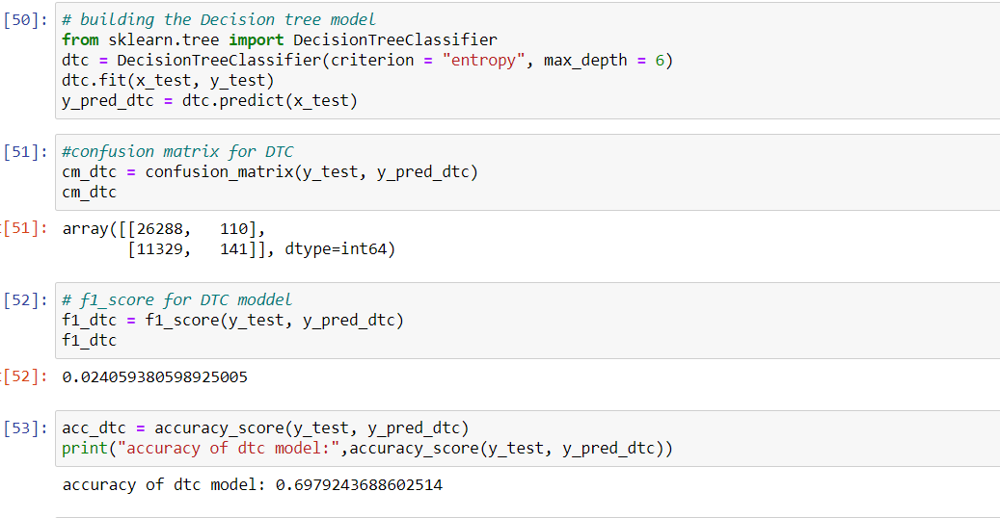 [50]: # building the Decision tree model
from sklearn.tree import DecisionTreeClassifier
dtc = DecisionTreeClassifier(criterion = "entropy", max_depth = 6)
dtc.fit(x_test, y_test)
y_pred_dtc = dtc.predict(x_test)
[51]: #confusion matrix for DTC
cm_dtc = confusion_matrix(y_test, y_pred_dtc)
cm_dtc
t[51]: array([[26288,   110],
       [11329,   141]], dtype=int64)
[52]: # f1_score for DTC moddel
f1_dtc = f1_score(y_test, y_pred_dtc)
f1_dtc
t[52]: 0.024059380598925005
[53]: acc_dtc = accuracy_score(y_test, y_pred_dtc)
print("accuracy of dtc model:",accuracy_score(y_test, y_pred_dtc))
accuracy of dtc model: 0.6979243688602514